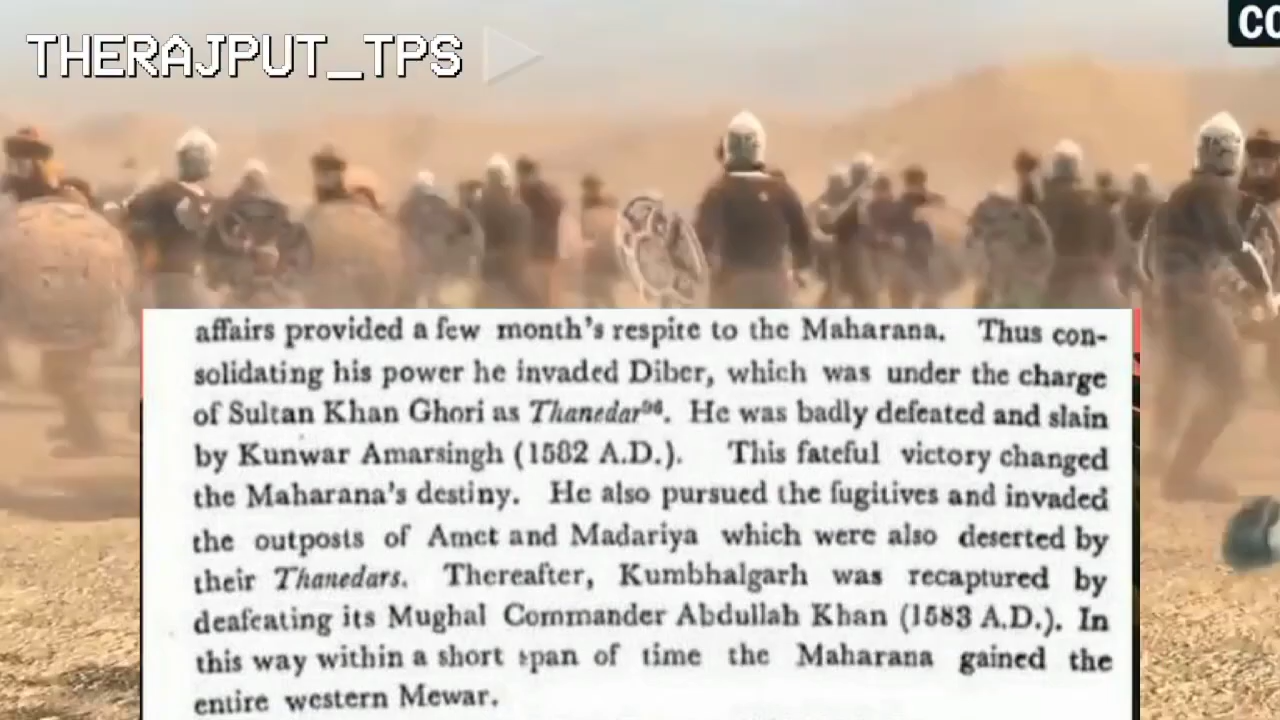 THERAJPUT_TPS
CC
affairs provided a few month's respite to the Maharana. Thus con-
solidating his power he invaded Diber, which was under the charge
of Sultan Khan Ghori as Thanedar⁹⁶. He was badly defeated and slain
by Kunwar Amarsingh (1582 A.D.). This fateful victory changed
the Maharana's destiny. He also pursued the fugitives and invaded
the outposts of Amet and Madariya which were also deserted by
their Thanedars. Thereafter, Kumbhalgarh was recaptured by
deafeating its Mughal Commander Abdullah Khan (1583 A.D.). In
this way within a short span of time the Maharana gained the
entire western Mewar.